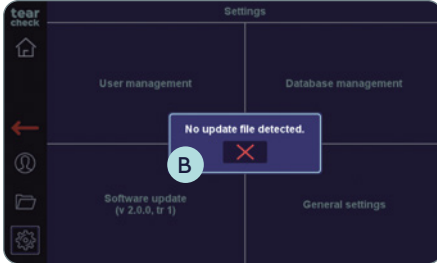 tear
check
Settings
User management
Database management
No update file detected.
B
Software update
(v 2.0.0, tr 1)
General settings